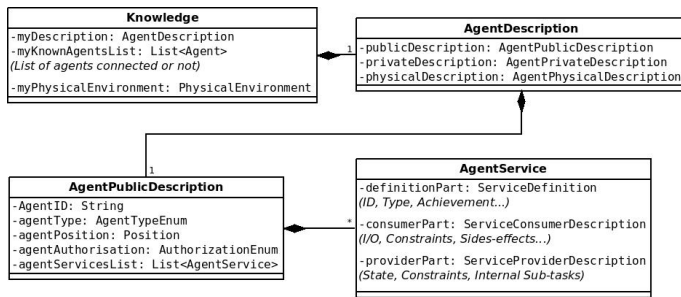 Knowledge
-myDescription: AgentDescription
-myKnownAgentsList: List<Agent>
(List of agents connected or not)
-myPhysicalEnvironment: PhysicalEnvironment
1
AgentDescription
-publicDescription: AgentPublicDescription
-privateDescription: AgentPrivateDescription
-physicalDescription: AgentPhysicalDescription
1
AgentPublicDescription
-AgentID: String
-agentType: AgentTypeEnum
-agentPosition: Position
-agentAuthorisation: AuthorizationEnum
-agentServicesList: List<AgentService>
*
AgentService
-definitionPart: ServiceDefinition
(ID, Type, Achievement...)
-consumerPart: ServiceConsumerDescription
(I/O, Constraints, Sides-effects...)
-providerPart: ServiceProviderDescription
(State, Constraints, Internal Sub-tasks)